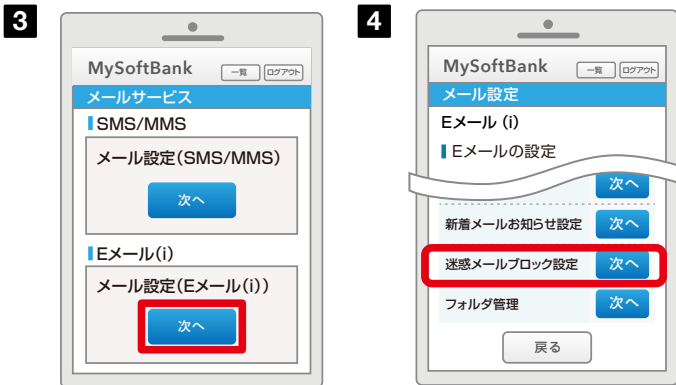 3
MySoftBank 一覧 ログアウト
メールサービス
SMS/MMS
メール設定(SMS/MMS)
次へ
Eメール(i)
メール設定(Eメール(i))
次へ
4
MySoftBank 一覧 ログアウト
メール設定
Eメール (i)
Eメールの設定
次へ
新着メールお知らせ設定 次へ
迷惑メールブロック設定 次へ
フォルダ管理 次へ
戻る